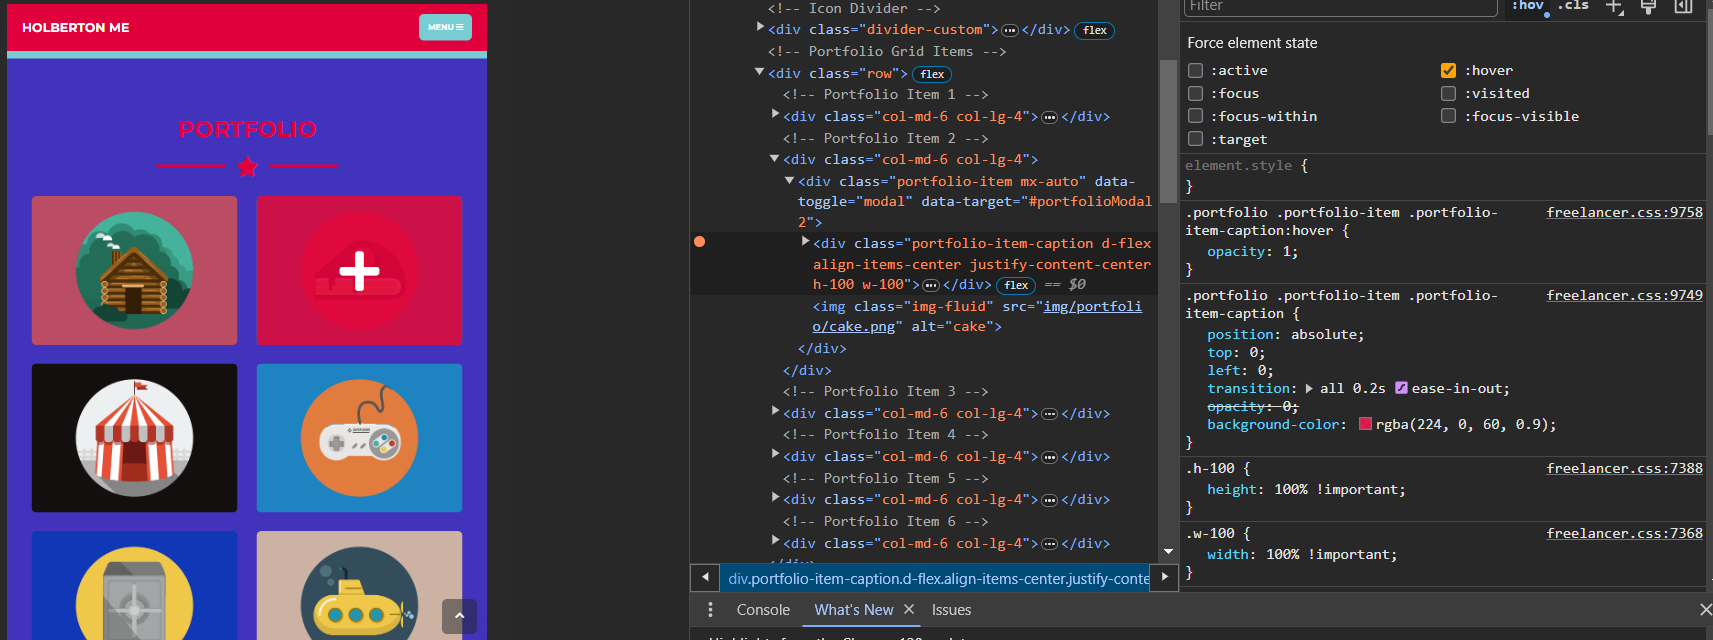 HOLBERTON ME
MENU
PORTFOLIO
SUPER GAME
<!-- Icon Divider -->
<div class="divider-custom">…</div> flex
<!-- Portfolio Grid Items -->
<div class="row"> flex
<!-- Portfolio Item 1 -->
<div class="col-md-6 col-lg-4">…</div>
<!-- Portfolio Item 2 -->
<div class="col-md-6 col-lg-4">
<div class="portfolio-item mx-auto" data-
toggle="modal" data-target="#portfolioModal
2">
<div class="portfolio-item-caption d-flex
align-items-center justify-content-center
h-100 w-100">…</div> flex == $0
<img class="img-fluid" src="img/portfoli
o/cake.png" alt="cake">
</div>
</div>
<!-- Portfolio Item 3 -->
<div class="col-md-6 col-lg-4">…</div>
<!-- Portfolio Item 4 -->
<div class="col-md-6 col-lg-4">…</div>
<!-- Portfolio Item 5 -->
<div class="col-md-6 col-lg-4">…</div>
<!-- Portfolio Item 6 -->
<div class="col-md-6 col-lg-4">…</div>
div.portfolio-item-caption.d-flex.align-items-center.justify-conte
Console What's New Issues
Filter :hov .cls
Force element state
:active :hover
:focus :visited
:focus-within :focus-visible
:target
element.style {
}
.portfolio .portfolio-item .portfolio- freelancer.css:9758
item-caption:hover {
opacity: 1;
}
.portfolio .portfolio-item .portfolio- freelancer.css:9749
item-caption {
position: absolute;
top: 0;
left: 0;
transition: all 0.2s ease-in-out;
opacity: 0;
background-color: rgba(224, 0, 60, 0.9);
}
.h-100 { freelancer.css:7388
height: 100% !important;
}
.w-100 { freelancer.css:7368
width: 100% !important;
}